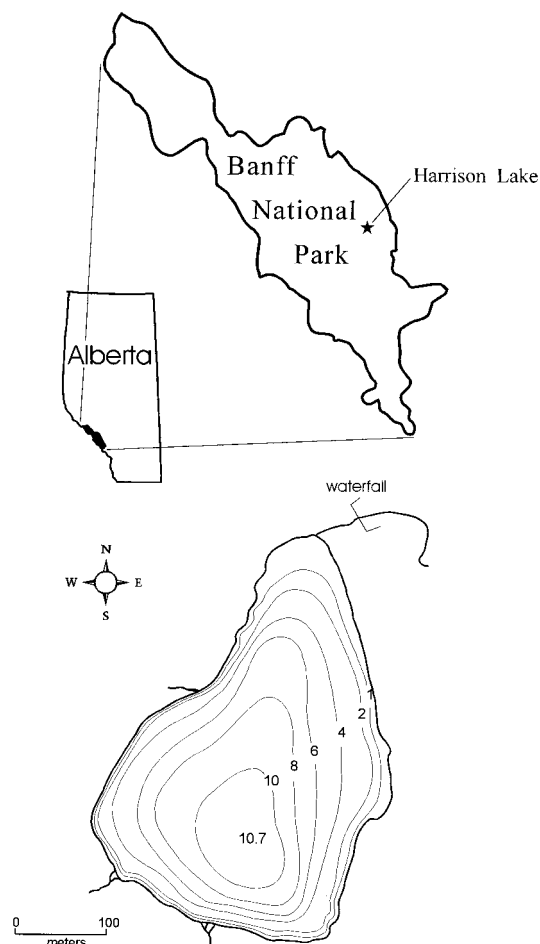 Banff
National
Park
Harrison Lake
Alberta
waterfall
N
W E
S
1
2
4
6
8
10
10.7
0 100
meters